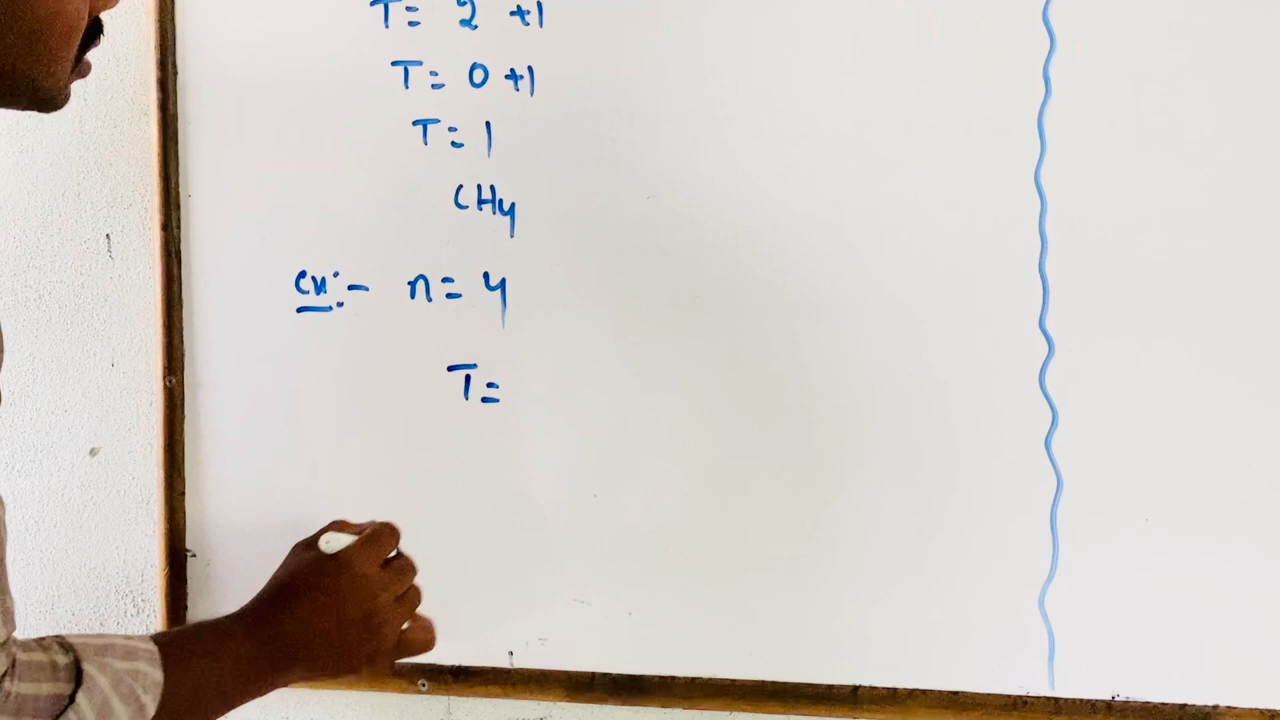 T= 2 +1
T= 0 +1
T= 1
CH4
ex:- n= 4
T=